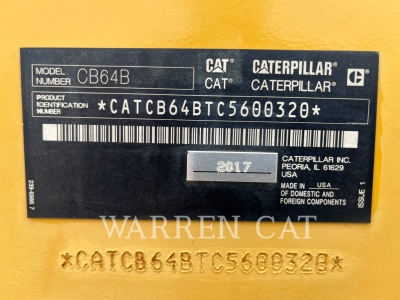 MODEL NUMBER CB64B
CAT CATERPILLAR C
CAT® CATERPILLAR®
PRODUCT IDENTIFICATION NUMBER *CATCB64BTC5600320*
2017
CATERPILLAR INC.
PEORIA, IL 61629
USA
MADE IN USA
OF DOMESTIC AND
FOREIGN COMPONENTS
ISSUE 1
WARREN CAT
*CATCB64BTC5600320*